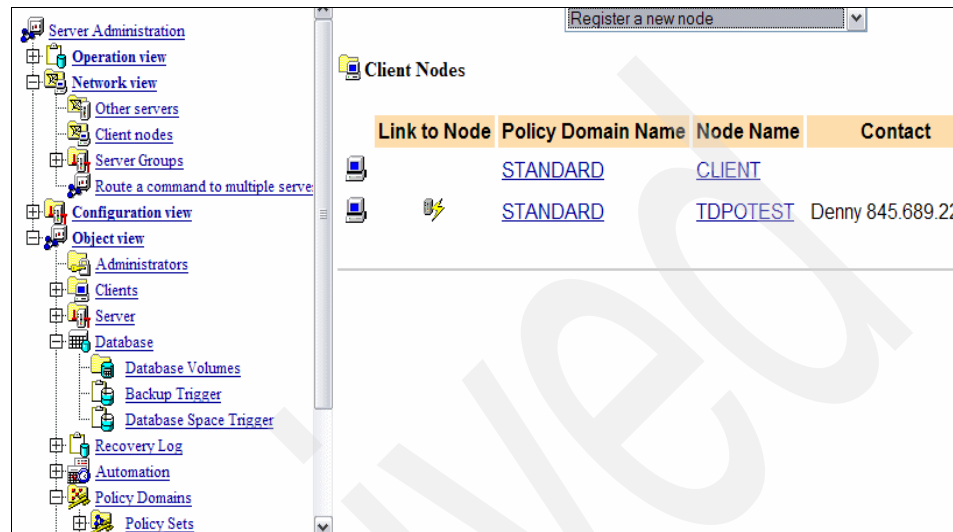 Server Administration
Operation view
Network view
Other servers
Client nodes
Server Groups
Route a command to multiple serve
Configuration view
Object view
Administrators
Clients
Server
Database
Database Volumes
Backup Trigger
Database Space Trigger
Recovery Log
Automation
Policy Domains
Policy Sets
Register a new node
Client Nodes
Link to Node Policy Domain Name Node Name Contact
STANDARD CLIENT
STANDARD TDPOTEST Denny 845.689.22